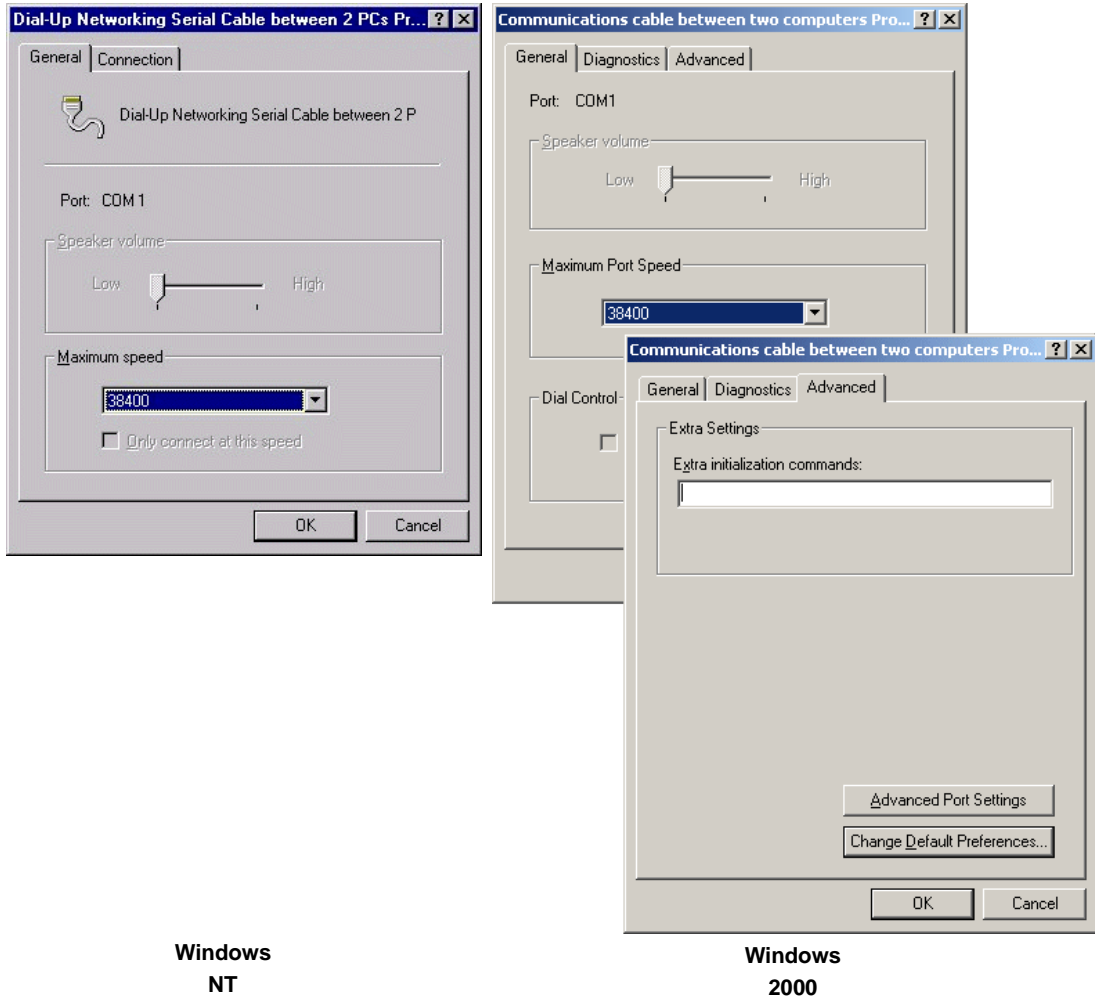 Dial-Up Networking Serial Cable between 2 PCs Pr...
General Connection
Dial-Up Networking Serial Cable between 2 P
Port: COM1
Speaker volume
Low High
Maximum speed
38400
Only connect at this speed
OK Cancel
Communications cable between two computers Pro...
General Diagnostics Advanced
Port: COM1
Speaker volume
Low High
Maximum Port Speed
38400
Dial Control
Communications cable between two computers Pro...
General Diagnostics Advanced
Extra Settings
Extra initialization commands:
Advanced Port Settings
Change Default Preferences...
OK Cancel
Windows
NT
Windows
2000